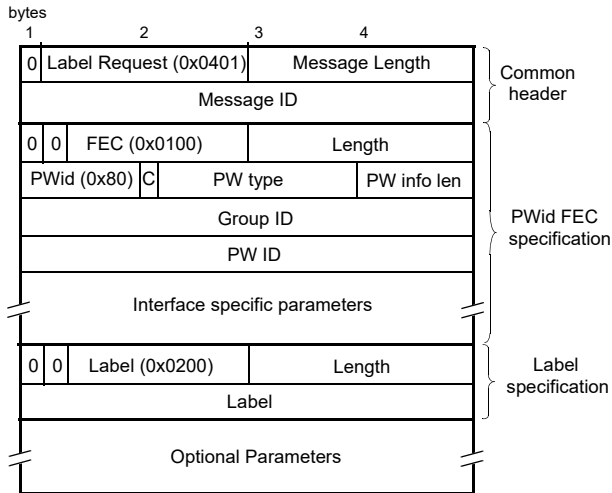 bytes
1 2 3 4
0 Label Request (0x0401) Message Length
Message ID
Common
header
0 0 FEC (0x0100) Length
PWid (0x80) C PW type PW info len
Group ID
PW ID
Interface specific parameters
PWid FEC
specification
0 0 Label (0x0200) Length
Label
Label
specification
Optional Parameters